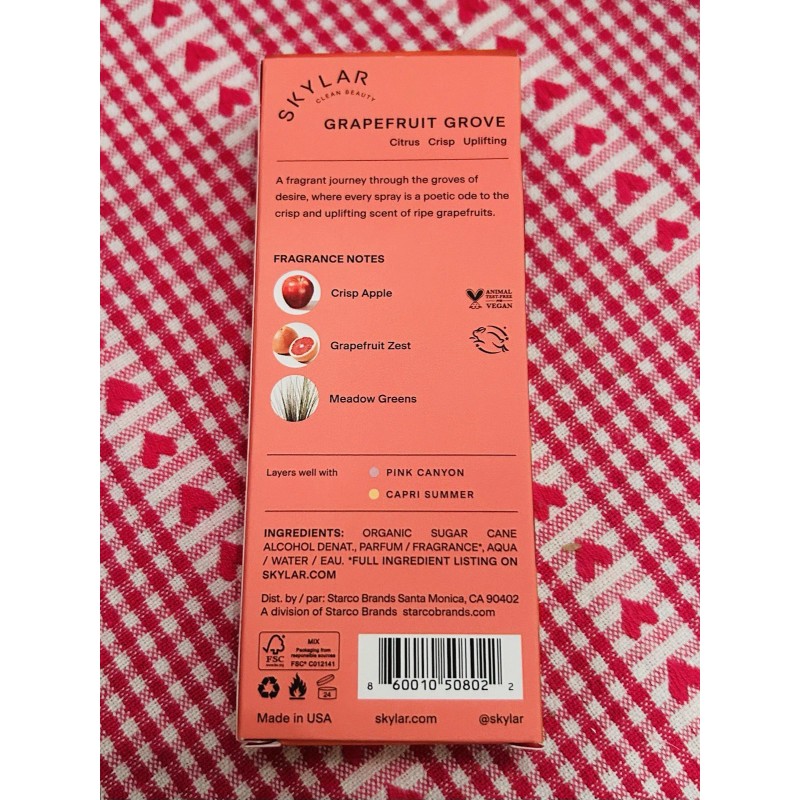 SKYLAR
CLEAN BEAUTY
GRAPEFRUIT GROVE
Citrus Crisp Uplifting
A fragrant journey through the groves of
desire, where every spray is a poetic ode to the
crisp and uplifting scent of ripe grapefruits.
FRAGRANCE NOTES
Crisp Apple
ANIMAL
TEST-FREE
VEGAN
Grapefruit Zest
Meadow Greens
Layers well with
PINK CANYON
CAPRI SUMMER
INGREDIENTS: ORGANIC SUGAR CANE
ALCOHOL DENAT., PARFUM / FRAGRANCE*, AQUA
/ WATER / EAU. *FULL INGREDIENT LISTING ON
SKYLAR.COM
Dist. by / par: Starco Brands Santa Monica, CA 90402
A division of Starco Brands starcobrands.com
FSC
MIX
Packaging from
responsible sources
FSC® C012141
24
8 60010 50802 2
Made in USA
skylar.com
@skylar